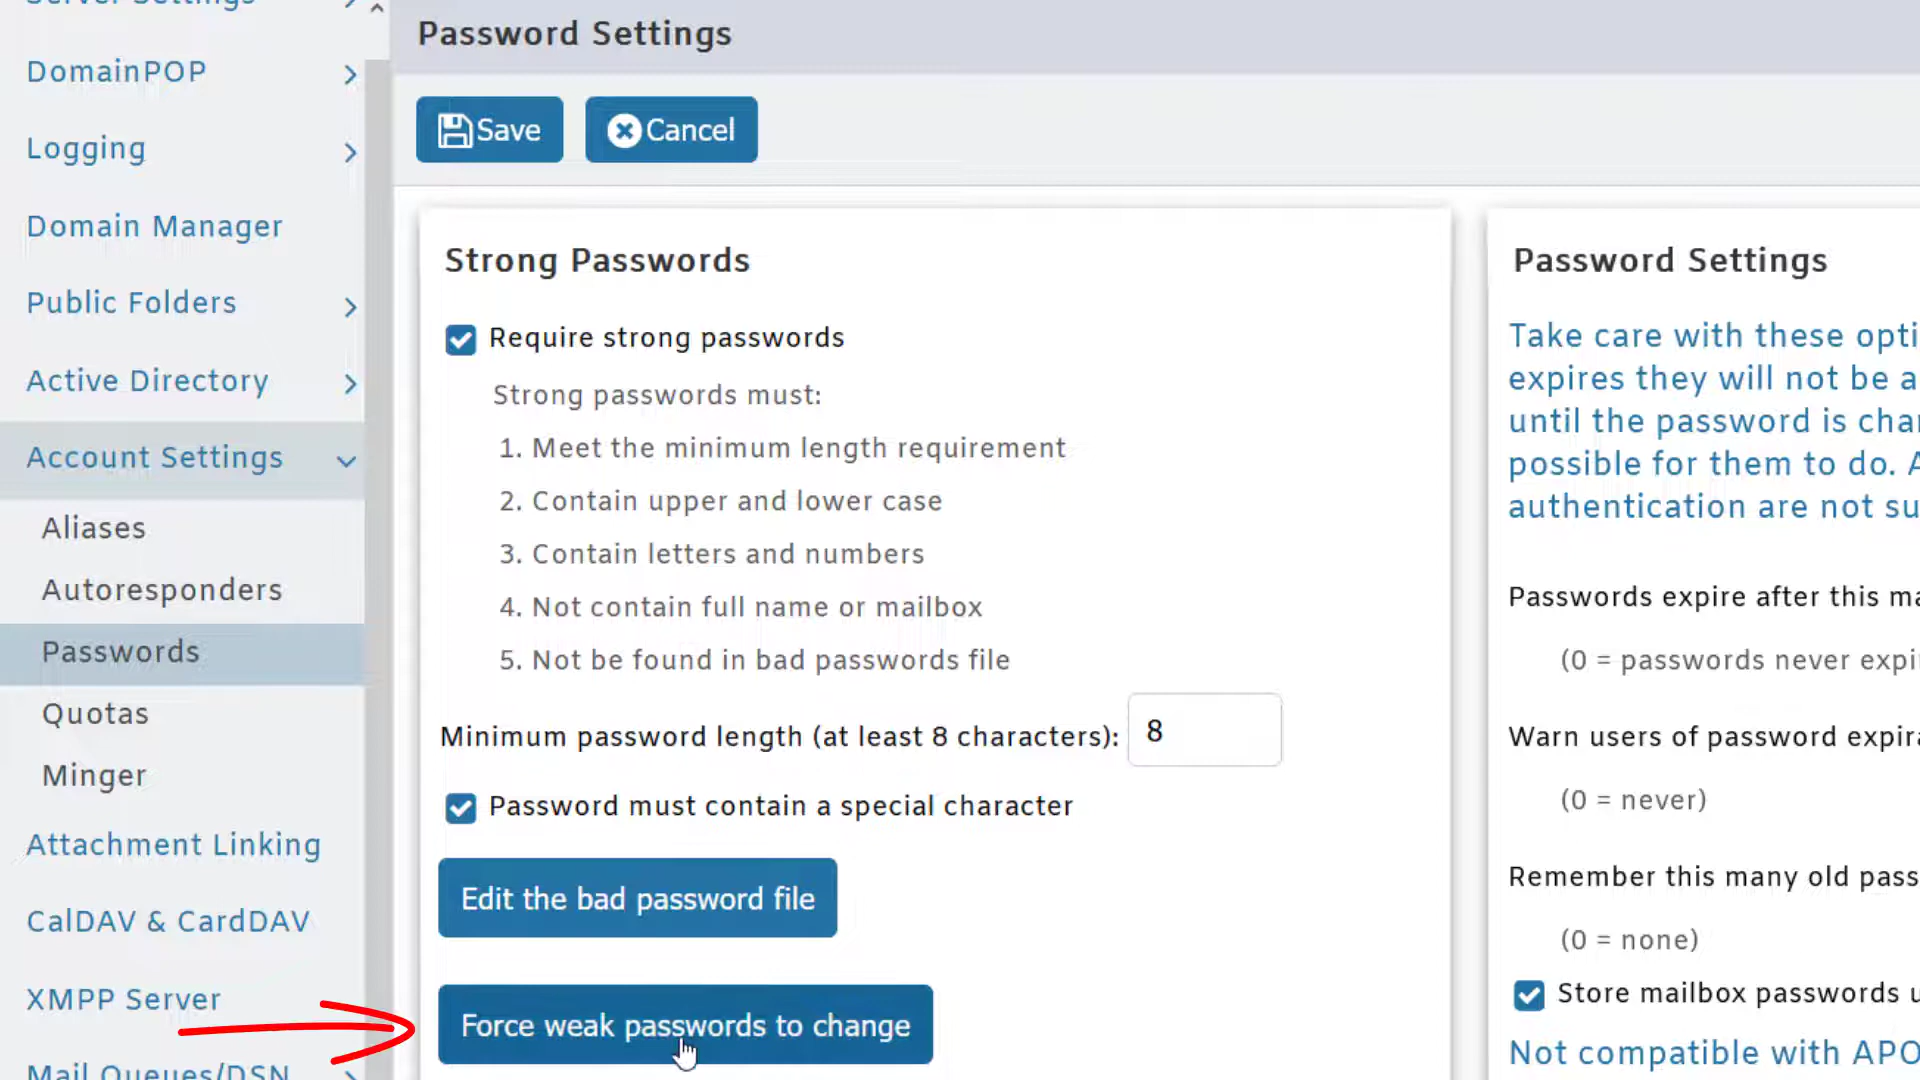 Server Settings
DomainPOP
Logging
Domain Manager
Public Folders
Active Directory
Account Settings
Aliases
Autoresponders
Passwords
Quotas
Minger
Attachment Linking
CalDAV & CardDAV
XMPP Server
Mail Queues/DSN
Password Settings
Save
Cancel
Strong Passwords
Require strong passwords
Strong passwords must:
1. Meet the minimum length requirement
2. Contain upper and lower case
3. Contain letters and numbers
4. Not contain full name or mailbox
5. Not be found in bad passwords file
Minimum password length (at least 8 characters): 8
Password must contain a special character
Edit the bad password file
Force weak passwords to change
Password Settings
Take care with these opti
expires they will not be a
until the password is cha
possible for them to do. A
authentication are not su
Passwords expire after this ma
(0 = passwords never expi
Warn users of password expira
(0 = never)
Remember this many old pass
(0 = none)
Store mailbox passwords u
Not compatible with APO